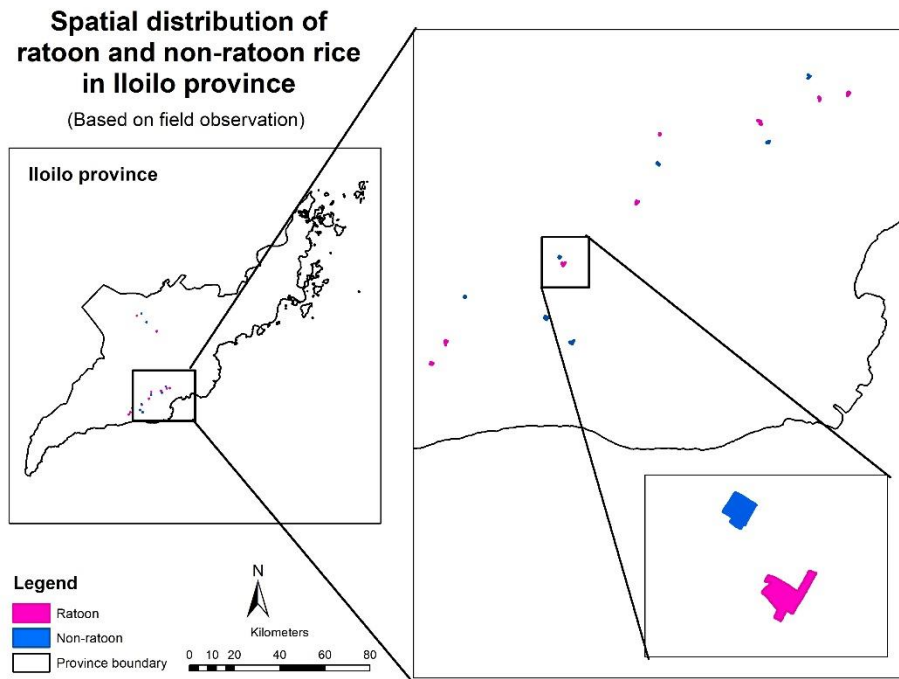 Spatial distribution of
ratoon and non-ratoon rice
in Iloilo province
(Based on field observation)
Iloilo province
Legend
Ratoon
Non-ratoon
Province boundary
N
Kilometers
0 10 20 40 60 80